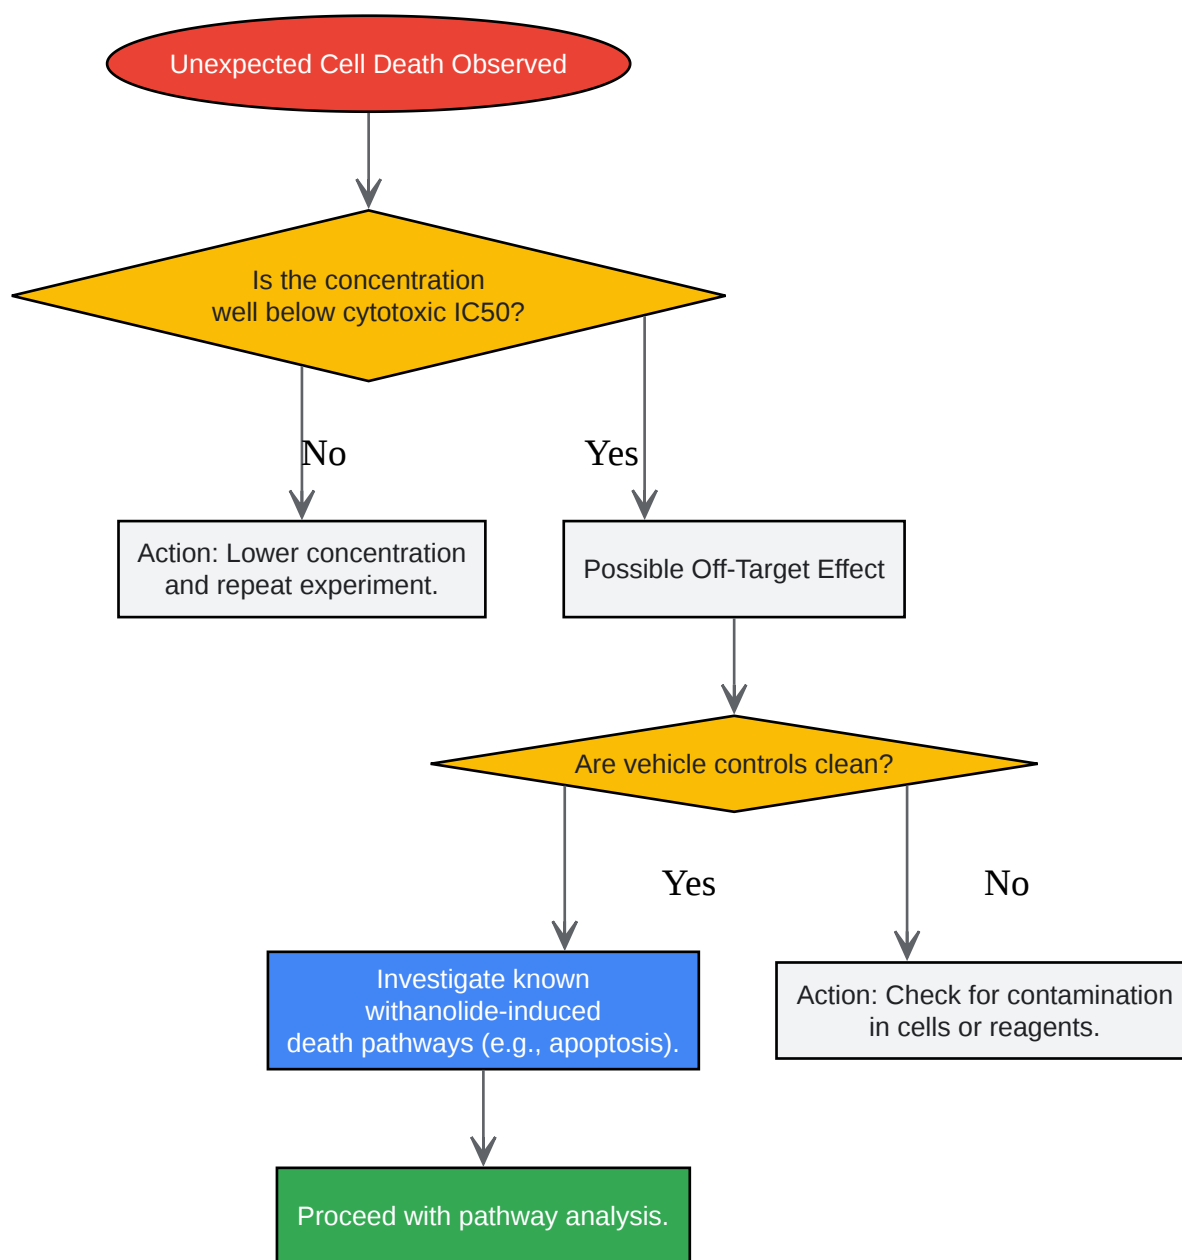 Unexpected Cell Death Observed
Is the concentration
well below cytotoxic IC50?
No
Yes
Action: Lower concentration
and repeat experiment.
Possible Off-Target Effect
Are vehicle controls clean?
Yes
No
Investigate known
withanolide-induced
death pathways (e.g., apoptosis).
Action: Check for contamination
in cells or reagents.
Proceed with pathway analysis.